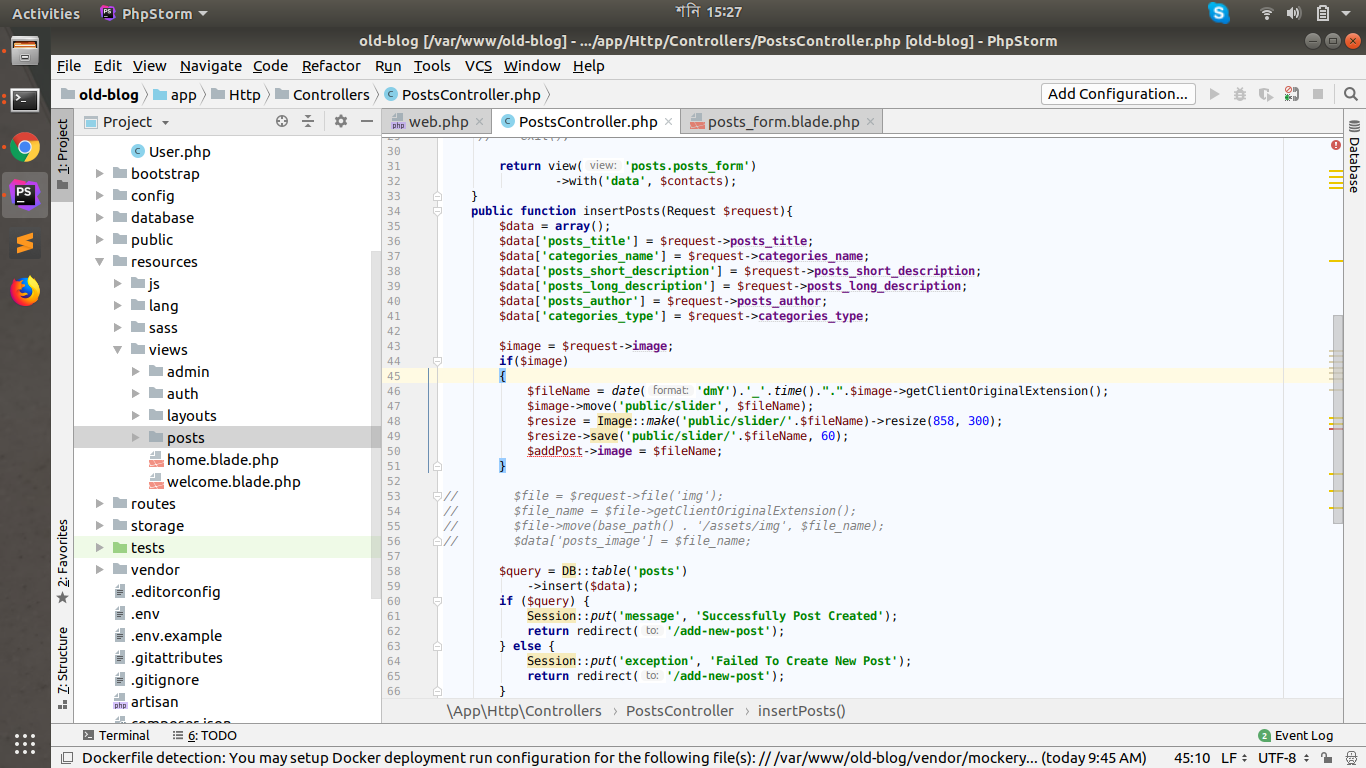 Activities
PhpStorm
শনি 15:27
old-blog [/var/www/old-blog] - .../app/Http/Controllers/PostsController.php [old-blog] - PhpStorm
File Edit View Navigate Code Refactor Run Tools VCS Window Help
old-blog app Http Controllers PostsController.php
Add Configuration...
1: Project
Project
web.php
PostsController.php
posts_form.blade.php
Database
User.php
bootstrap
config
database
public
resources
js
lang
sass
views
admin
auth
layouts
posts
home.blade.php
welcome.blade.php
routes
storage
tests
vendor
.editorconfig
.env
.env.example
.gitattributes
.gitignore
artisan
composer.json
2: Favorites
7: Structure
29 // exit();
30
31 return view( view: 'posts.posts_form')
32 ->with('data', $contacts);
33 }
34 public function insertPosts(Request $request){
35 $data = array();
36 $data['posts_title'] = $request->posts_title;
37 $data['categories_name'] = $request->categories_name;
38 $data['posts_short_description'] = $request->posts_short_description;
39 $data['posts_long_description'] = $request->posts_long_description;
40 $data['posts_author'] = $request->posts_author;
41 $data['categories_type'] = $request->categories_type;
42
43 $image = $request->image;
44 if($image)
45 {
46 $fileName = date( format: 'dmY').'_'.time().".".$image->getClientOriginalExtension();
47 $image->move('public/slider', $fileName);
48 $resize = Image::make('public/slider/'.$fileName)->resize(858, 300);
49 $resize->save('public/slider/'.$fileName, 60);
50 $addPost->image = $fileName;
51 }
52
53 // $file = $request->file('img');
54 // $file_name = $file->getClientOriginalExtension();
55 // $file->move(base_path() . '/assets/img', $file_name);
56 // $data['posts_image'] = $file_name;
57
58 $query = DB::table('posts')
59 ->insert($data);
60 if ($query) {
61 Session::put('message', 'Successfully Post Created');
62 return redirect( to: '/add-new-post');
63 } else {
64 Session::put('exception', 'Failed To Create New Post');
65 return redirect( to: '/add-new-post');
66 }
\App\Http\Controllers › PostsController › insertPosts()
Terminal
6: TODO
2 Event Log
Dockerfile detection: You may setup Docker deployment run configuration for the following file(s): // /var/www/old-blog/vendor/mockery... (today 9:45 AM)
45:10 LF UTF-8